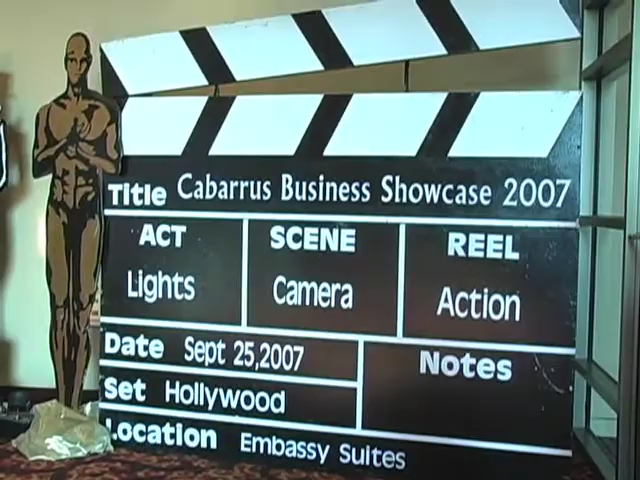 Title Cabarrus Business Showcase 2007
ACT SCENE REEL
Lights Camera Action
Date Sept 25,2007 Notes
Set Hollywood
Location Embassy Suites